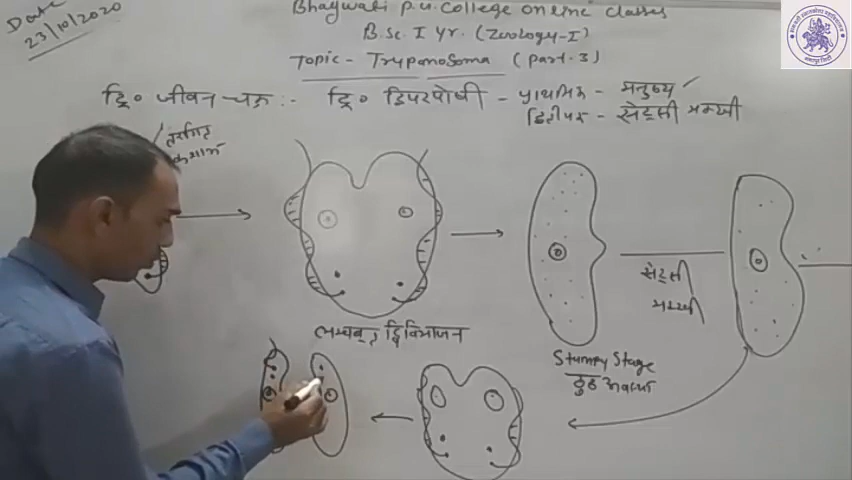 Date
23/10/2020
Bhagwati P.G. College online classes
B.Sc. I yr. (Zoology-I)
Topic - Trypanosoma (Part-3)
द्वि० जीवन-चक्र :- द्वि० द्विपरपोषी - प्राथमिक - मनुष्य
द्वितीयक - सेट्सी मक्खी
सेट्सी
मक्खी
लम्बवत् द्विविभाजन
Stumpy Stage
ठूंठ अवस्था